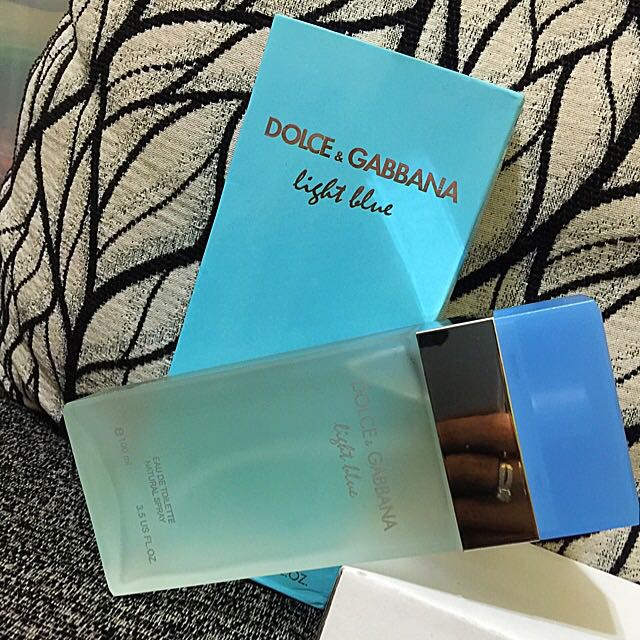 DOLCE & GABBANA
light blue
DOLCE & GABBANA
light blue
EAU DE TOILETTE
NATURAL SPRAY
℮ 100 ml
3.5 US FL.OZ.
OZ.